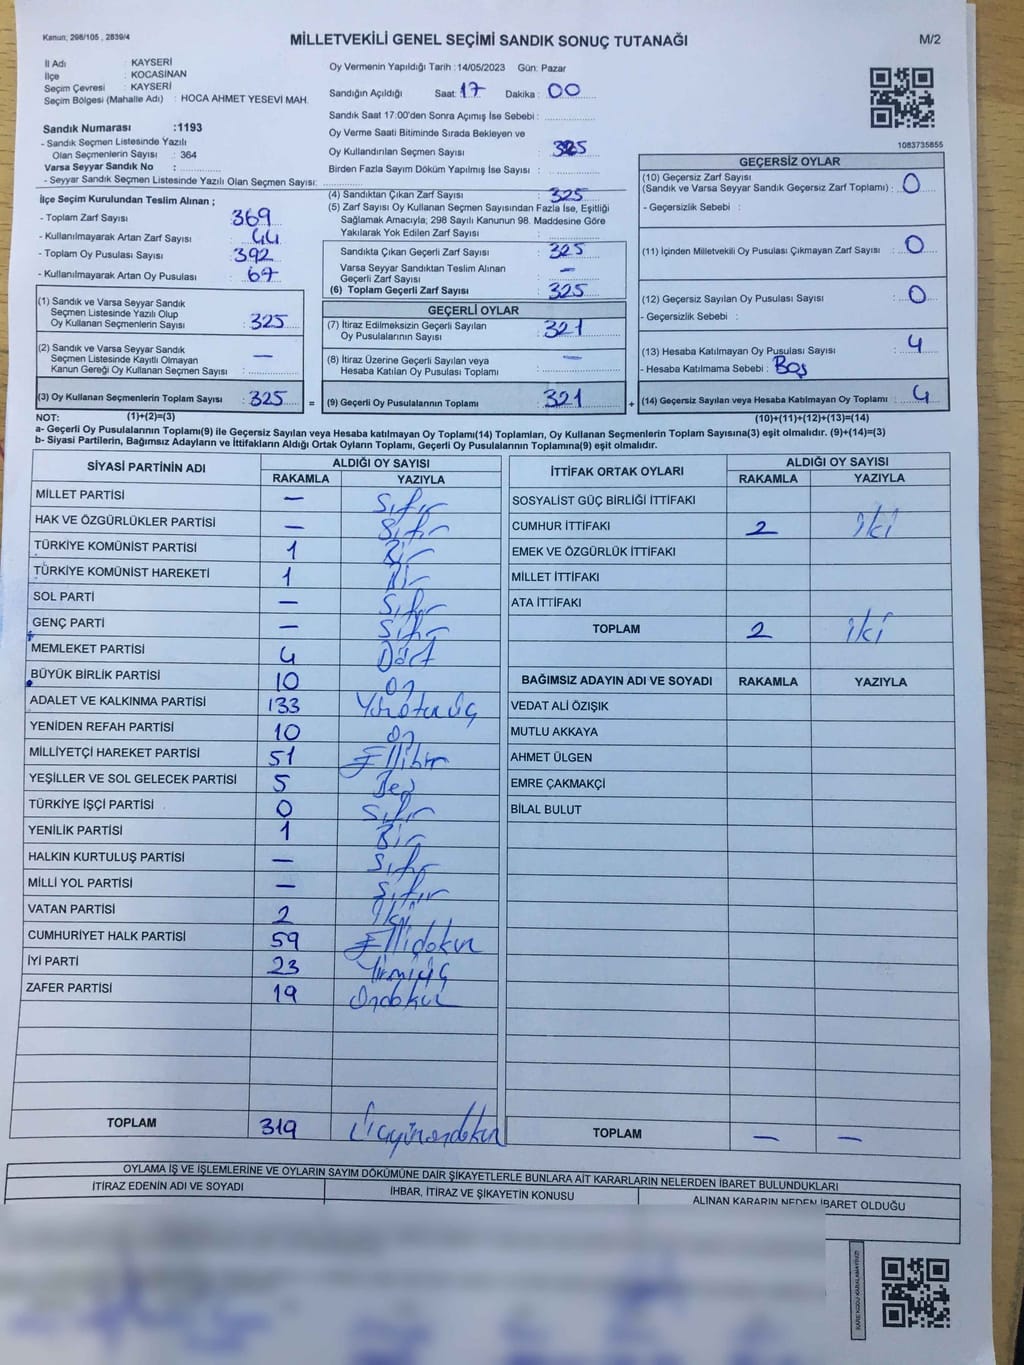 Kanun; 298/105 , 2839/4
MİLLETVEKİLİ GENEL SEÇİMİ SANDIK SONUÇ TUTANAĞI
M/2
İl Adı : KAYSERİ
İlçe : KOCASİNAN
Seçim Çevresi : KAYSERİ
Seçim Bölgesi (Mahalle Adı) : HOCA AHMET YESEVİ MAH.
Sandık Numarası :1193
- Sandık Seçmen Listesinde Yazılı
Olan Seçmenlerin Sayısı : 364
Varsa Seyyar Sandık No :
- Seyyar Sandık Seçmen Listesinde Yazılı Olan Seçmen Sayısı:
Oy Vermenin Yapıldığı Tarih :14/05/2023 Gün: Pazar
Sandığın Açıldığı Saat: 17 Dakika : 00
Sandık Saat 17:00'den Sonra Açımış İse Sebebi :
Oy Verme Saati Bitiminde Sırada Bekleyen ve
Oy Kullandırılan Seçmen Sayısı : 325
Birden Fazla Sayım Döküm Yapılmış İse Sayısı :
1083735855
İlçe Seçim Kurulundan Teslim Alınan ;
- Toplam Zarf Sayısı : 369
- Kullanılmayarak Artan Zarf Sayısı : 44
- Toplam Oy Pusulası Sayısı : 392
- Kullanılmayarak Artan Oy Pusulası : 67
(1) Sandık ve Varsa Seyyar Sandık
Seçmen Listesinde Yazılı Olup
Oy Kullanan Seçmenlerin Sayısı : 325
(2) Sandık ve Varsa Seyyar Sandık
Seçmen Listesinde Kayıtlı Olmayan
Kanun Gereği Oy Kullanan Seçmen Sayısı : —
(3) Oy Kullanan Seçmenlerin Toplam Sayısı : 325 =
(4) Sandıktan Çıkan Zarf Sayısı : 325
(5) Zarf Sayısı Oy Kullanan Seçmen Sayısından Fazla İse, Eşitliği
Sağlamak Amacıyla; 298 Sayılı Kanunun 98. Maddesine Göre
Yakılarak Yok Edilen Zarf Sayısı :
Sandıkta Çıkan Geçerli Zarf Sayısı : 325
Varsa Seyyar Sandıktan Teslim Alınan
Geçerli Zarf Sayısı : —
(6) Toplam Geçerli Zarf Sayısı : 325
GEÇERLİ OYLAR
(7) İtiraz Edilmeksizin Geçerli Sayılan
Oy Pusulalarının Sayısı : 321
(8) İtiraz Üzerine Geçerli Sayılan veya
Hesaba Katılan Oy Pusulası Toplamı : —
(9) Geçerli Oy Pusulalarının Toplamı : 321 +
GEÇERSİZ OYLAR
(10) Geçersiz Zarf Sayısı
(Sandık ve Varsa Seyyar Sandık Geçersiz Zarf Toplamı) : 0
- Geçersizlik Sebebi :
(11) İçinden Milletvekili Oy Pusulası Çıkmayan Zarf Sayısı : 0
(12) Geçersiz Sayılan Oy Pusulası Sayısı : 0
- Geçersizlik Sebebi :
(13) Hesaba Katılmayan Oy Pusulası Sayısı : 4
- Hesaba Katılmama Sebebi : Boş
(14) Geçersiz Sayılan veya Hesaba Katılmayan Oy Toplamı : 4
NOT: (1)+(2)=(3) (10)+(11)+(12)+(13)=(14)
a- Geçerli Oy Pusulalarının Toplamı(9) ile Geçersiz Sayılan veya Hesaba katılmayan Oy Toplamı(14) Toplamları, Oy Kullanan Seçmenlerin Toplam Sayısına(3) eşit olmalıdır. (9)+(14)=(3)
b- Siyasi Partilerin, Bağımsız Adayların ve İttifakların Aldığı Ortak Oyların Toplamı, Geçerli Oy Pusulalarının Toplamına(9) eşit olmalıdır.
SİYASİ PARTİNİN ADI ALDIĞI OY SAYISI
RAKAMLA YAZIYLA
MİLLET PARTİSİ — Sıfır
HAK VE ÖZGÜRLÜKLER PARTİSİ — Sıfır
TÜRKİYE KOMÜNİST PARTİSİ 1 Bir
TÜRKİYE KOMÜNİST HAREKETİ 1 Bir
SOL PARTİ — Sıfır
GENÇ PARTİ — Sıfır
MEMLEKET PARTİSİ 4 Dört
BÜYÜK BİRLİK PARTİSİ 10 On
ADALET VE KALKINMA PARTİSİ 133 Yüzotuzüç
YENİDEN REFAH PARTİSİ 10 On
MİLLİYETÇİ HAREKET PARTİSİ 51 Ellibir
YEŞİLLER VE SOL GELECEK PARTİSİ 5 Beş
TÜRKİYE İŞÇİ PARTİSİ 0 Sıfır
YENİLİK PARTİSİ 1 Bir
HALKIN KURTULUŞ PARTİSİ — Sıfır
MİLLİ YOL PARTİSİ — Sıfır
VATAN PARTİSİ 2 İki
CUMHURİYET HALK PARTİSİ 59 Ellidokuz
İYİ PARTİ 23 Yirmiüç
ZAFER PARTİSİ 19 Ondokuz
TOPLAM 319 Üçyüzondokuz
İTTİFAK ORTAK OYLARI ALDIĞI OY SAYISI
RAKAMLA YAZIYLA
SOSYALİST GÜÇ BİRLİĞİ İTTİFAKI
CUMHUR İTTİFAKI 2 iki
EMEK VE ÖZGÜRLÜK İTTİFAKI
MİLLET İTTİFAKI
ATA İTTİFAKI
TOPLAM 2 iki
BAĞIMSIZ ADAYIN ADI VE SOYADI RAKAMLA YAZIYLA
VEDAT ALİ ÖZIŞIK
MUTLU AKKAYA
AHMET ÜLGEN
EMRE ÇAKMAKÇİ
BİLAL BULUT
TOPLAM — —
OYLAMA İŞ VE İŞLEMLERİNE VE OYLARIN SAYIM DÖKÜMÜNE DAİR ŞİKAYETLERLE BUNLARA AİT KARARLARIN NELERDEN İBARET BULUNDUKLARI
İTİRAZ EDENİN ADI VE SOYADI İHBAR, İTİRAZ VE ŞİKAYETİN KONUSU ALINAN KARARIN NEDEN İBARET OLDUĞU